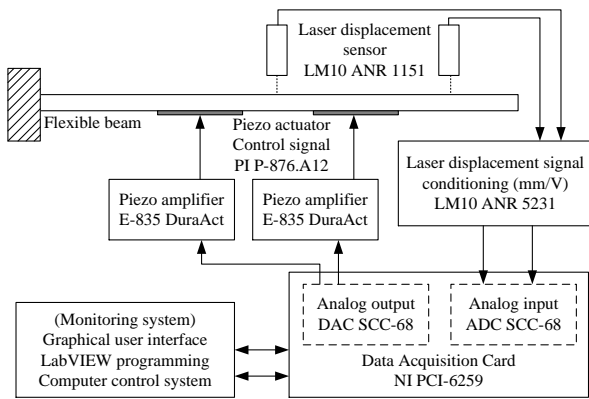 Laser displacement
sensor
LM10 ANR 1151
Flexible beam
Piezo actuator
Control signal
PI P-876.A12
Laser displacement signal
conditioning (mm/V)
LM10 ANR 5231
Piezo amplifier
E-835 DuraAct
Piezo amplifier
E-835 DuraAct
Analog output
DAC SCC-68
Analog input
ADC SCC-68
Data Acquisition Card
NI PCI-6259
(Monitoring system)
Graphical user interface
LabVIEW programming
Computer control system